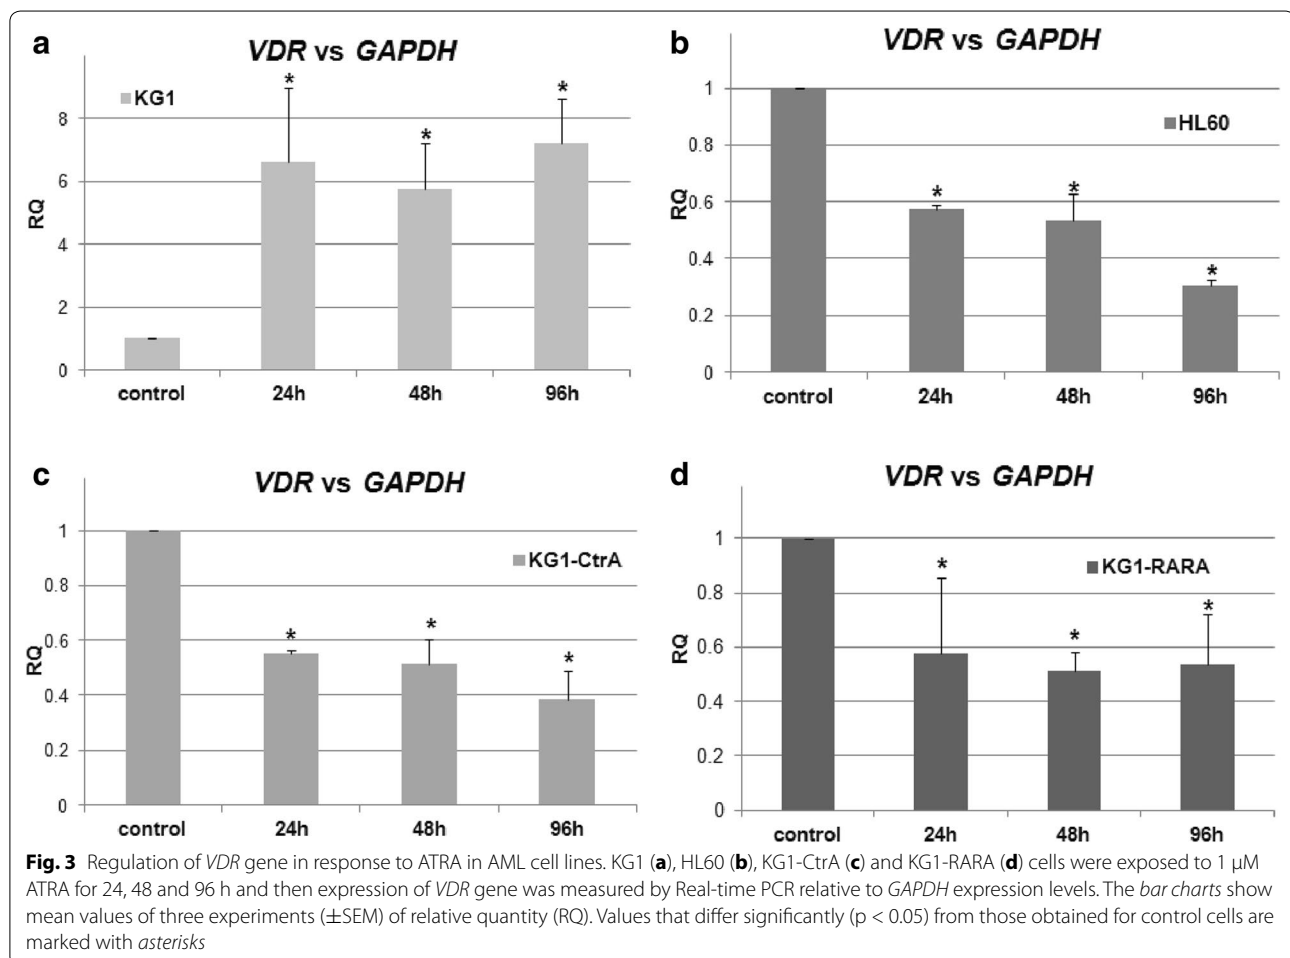 a
VDR vs GAPDH
KG1
*
*
*
8
6
4
2
0
RQ
control 24h 48h 96h
b
VDR vs GAPDH
HL60
*
*
*
1
0.8
0.6
0.4
0.2
0
RQ
control 24h 48h 96h
c
VDR vs GAPDH
KG1-CtrA
*
*
*
1
0.8
0.6
0.4
0.2
0
RQ
control 24h 48h 96h
d
VDR vs GAPDH
KG1-RARA
*
*
*
1
0.8
0.6
0.4
0.2
0
RQ
control 24h 48h 96h
Fig. 3 Regulation of VDR gene in response to ATRA in AML cell lines. KG1 (a), HL60 (b), KG1-CtrA (c) and KG1-RARA (d) cells were exposed to 1 µM
ATRA for 24, 48 and 96 h and then expression of VDR gene was measured by Real-time PCR relative to GAPDH expression levels. The bar charts show
mean values of three experiments (±SEM) of relative quantity (RQ). Values that differ significantly (p < 0.05) from those obtained for control cells are
marked with asterisks